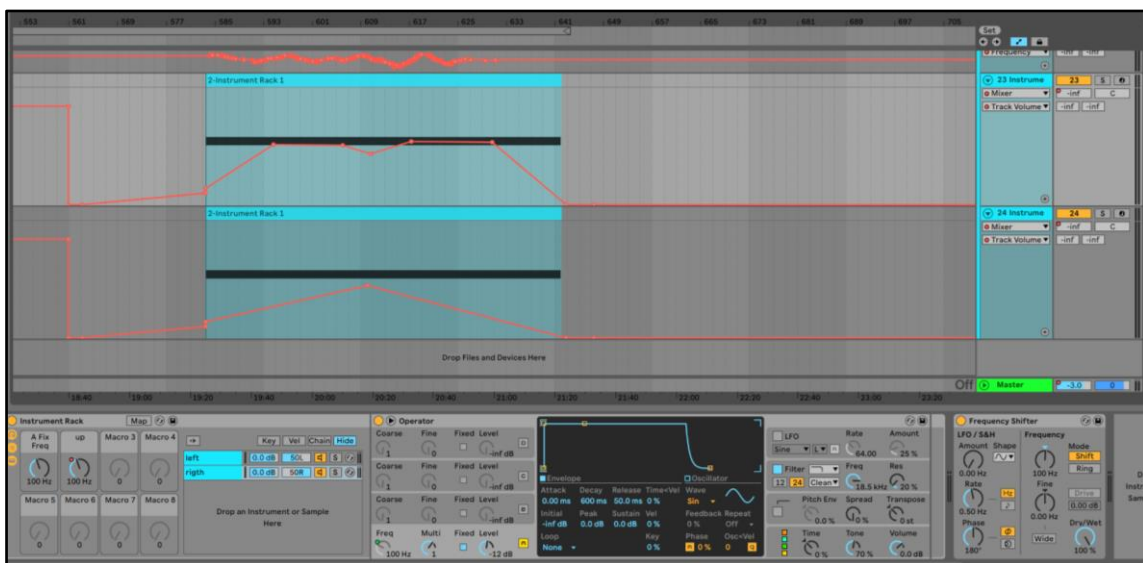 553 561 569 577 585 593 601 609 617 625 633 641 649 657 665 673 681 689 697 705
Set
Frequency -inf -inf
2-Instrument Rack 1
23 Instrume 23 S
Mixer -inf C
Track Volume -inf -inf
2-Instrument Rack 1
24 Instrume 24 S
Mixer -inf C
Track Volume -inf -inf
Drop Files and Devices Here
Off Master -3.0 0
18:40 19:00 19:20 19:40 20:00 20:20 20:40 21:00 21:20 21:40 22:00 22:20 22:40 23:00 23:20
Instrument Rack Map
A Fix Freq up Macro 3 Macro 4
100 Hz 100 Hz 0 0
Macro 5 Macro 6 Macro 7 Macro 8
0 0 0 0
Key Vel Chain Hide
left 0.0 dB 50L S
rigth 0.0 dB 50R S
Drop an Instrument or Sample
Here
Operator
Coarse Fine Fixed Level
1 0 -inf dB D
Coarse Fine Fixed Level
1 0 -inf dB C
Coarse Fine Fixed Level
1 0 -inf dB B
Freq Multi Fixed Level
100 Hz 1 -12 dB A
Envelope Oscillator
Attack Decay Release Time<Vel Wave
0.00 ms 600 ms 50.0 ms 0 % Sin
Initial Peak Sustain Vel Feedback Repeat
-inf dB 0.0 dB 0.0 dB 0 % 0 % Off
Loop Key Phase Osc<Vel
None 0 % R 0 % 0 Q
LFO Rate Amount
Sine L R 64.00 25 %
Filter Freq Res
12 24 Clean 18.5 kHz 20 %
Pitch Env Spread Transpose
0.0 % 0 % 0 st
Time Tone Volume
0 % 70 % 0.0 dB
Frequency Shifter
LFO / S&H Frequency
Amount Shape Mode
0.00 Hz 100 Hz Shift
Ring
Rate Fine
0.50 Hz Hz 0.00 Hz Drive
0.00 dB
Phase Wide Dry/Wet
180° 100 %
D
Instr
Sam